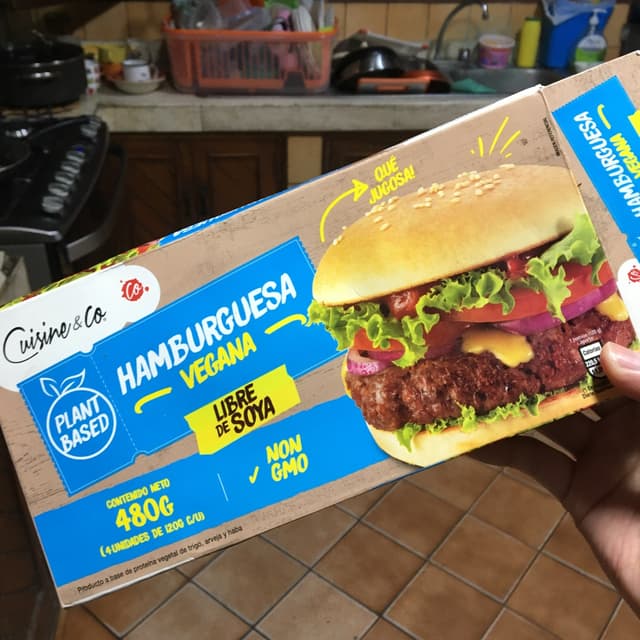 ¡QUÉ
JUGOSA!
Cuisine & Co.
Co.
HAMBURGUESA
VEGANA
PLANT
BASED
LIBRE
DE SOYA
NON
GMO
CONTENIDO NETO
480G
(4 UNIDADES DE 120G C/U)
Producto a base de proteína vegetal de trigo, arveja y haba
HAMBURGUESA
VEGANA
Calorías